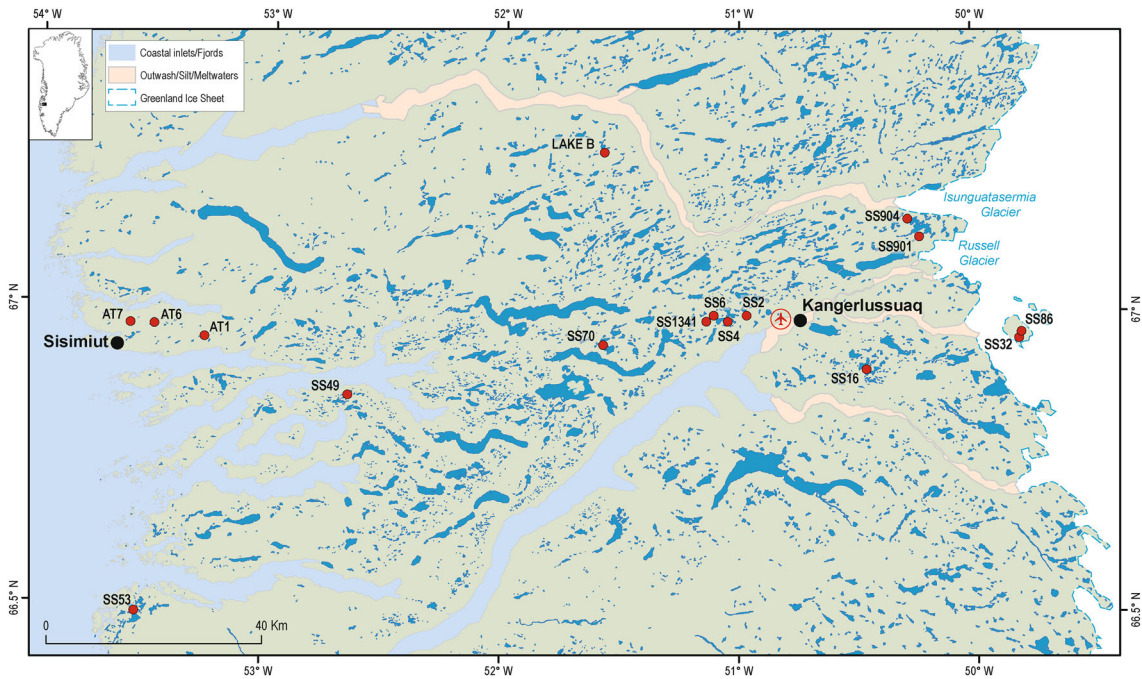 54° W
53° W
52° W
51° W
50° W
Coastal inlets/Fjords
Outwash/Silt/Meltwaters
Greenland Ice Sheet
LAKE B
Isunguatasermia
Glacier
SS904
SS901
Russell
Glacier
67° N
67° N
AT7
AT6
AT1
Sisimiut
SS6
SS2
SS1341
SS4
Kangerlussuaq
SS70
SS86
SS32
SS16
SS49
SS53
66.5° N
66.5° N
0
40 Km
53° W
52° W
51° W
50° W